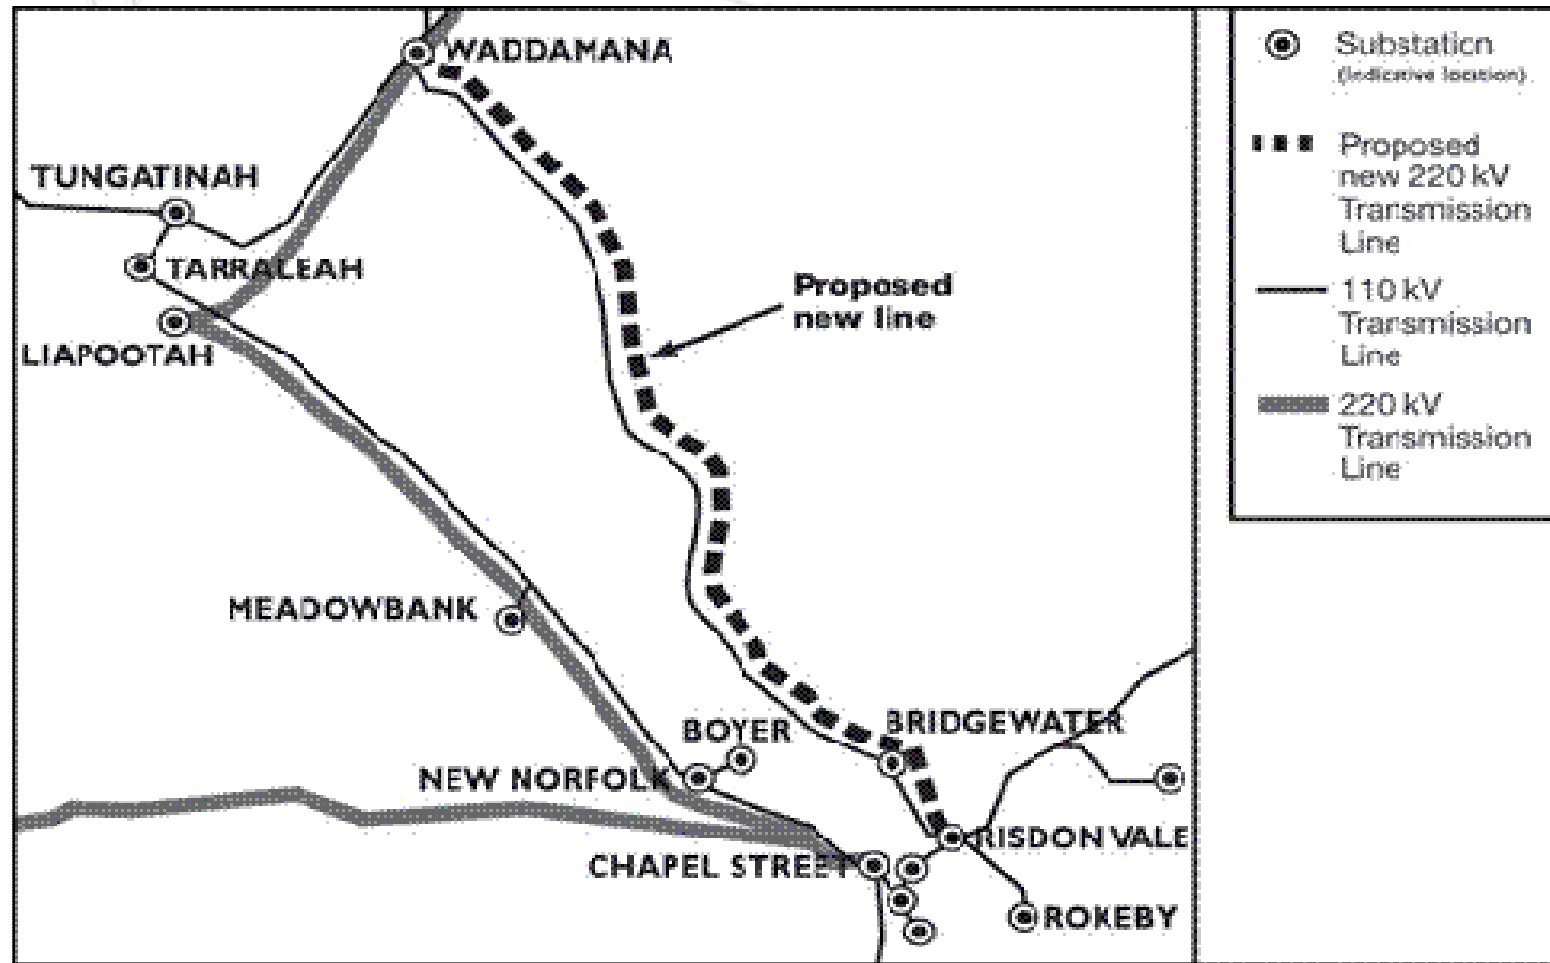 WADDAMANA
TUNGATINAH
TARRALEAH
LIAPOOTAH
Proposed
new line
MEADOWBANK
BRIDGEWATER
BOYER
NEW NORFOLK
RISDON VALE
CHAPEL STREET
ROKEBY
Substation
(Indicative location)
Proposed
new 220 kV
Transmission
Line
110 kV
Transmission
Line
220 kV
Transmission
Line